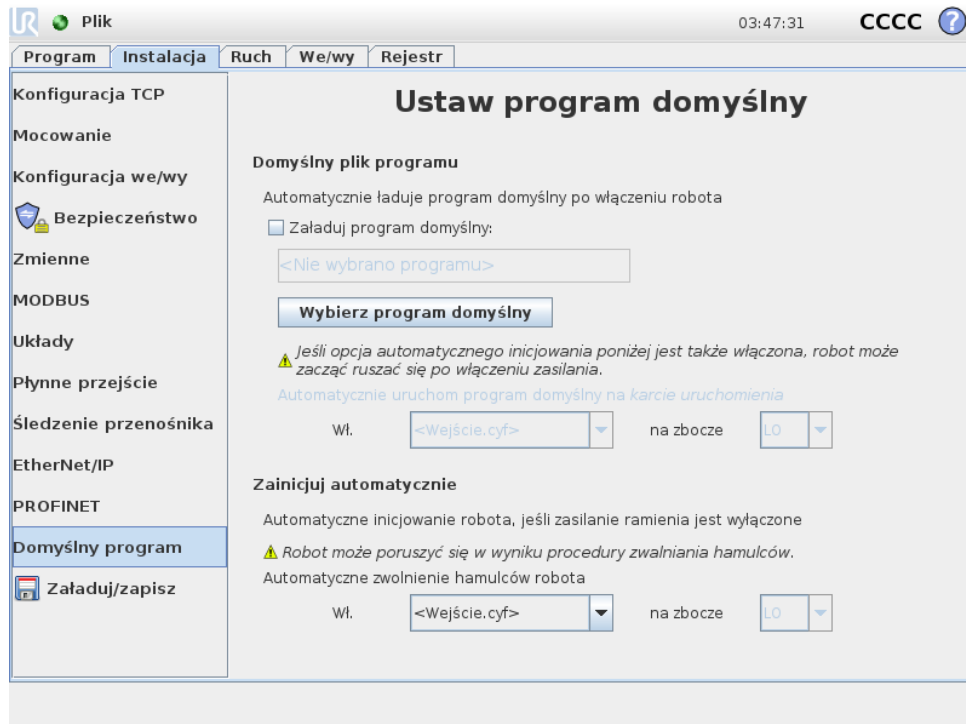 UR Plik 03:47:31 CCCC ?
Program Instalacja Ruch We/wy Rejestr
Konfiguracja TCP
Mocowanie
Konfiguracja we/wy
Bezpieczeństwo
Zmienne
MODBUS
Układy
Płynne przejście
Śledzenie przenośnika
EtherNet/IP
PROFINET
Domyślny program
Załaduj/zapisz
Ustaw program domyślny
Domyślny plik programu
Automatycznie ładuje program domyślny po włączeniu robota
Załaduj program domyślny:
<Nie wybrano programu>
Wybierz program domyślny
Jeśli opcja automatycznego inicjowania poniżej jest także włączona, robot może
zacząć ruszać się po włączeniu zasilania.
Automatycznie uruchom program domyślny na karcie uruchomienia
Wł. <Wejście.cyf> na zbocze LO
Zainicjuj automatycznie
Automatyczne inicjowanie robota, jeśli zasilanie ramienia jest wyłączone
Robot może poruszyć się w wyniku procedury zwalniania hamulców.
Automatyczne zwolnienie hamulców robota
Wł. <Wejście.cyf> na zbocze LO